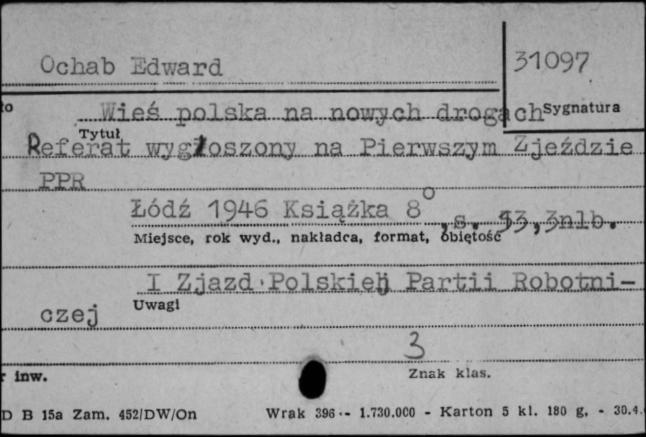 Ochab Edward
31097
to Wieś polska na nowych drogach Sygnatura
Tytuł
Referat wygłoszony na Pierwszym Zjeździe
PPR
Łódź 1946 Książka 8° , s. 3nlb.
Miejsce, rok wyd., nakładca, format, objętość
I Zjazd Polskiej Partii Robotni-
czej
Uwagi
3
r inw.
Znak klas.
D B 15a Zam. 452/DW/On Wrak 396 - 1.730.000 - Karton 5 kl. 180 g. - 30.4.